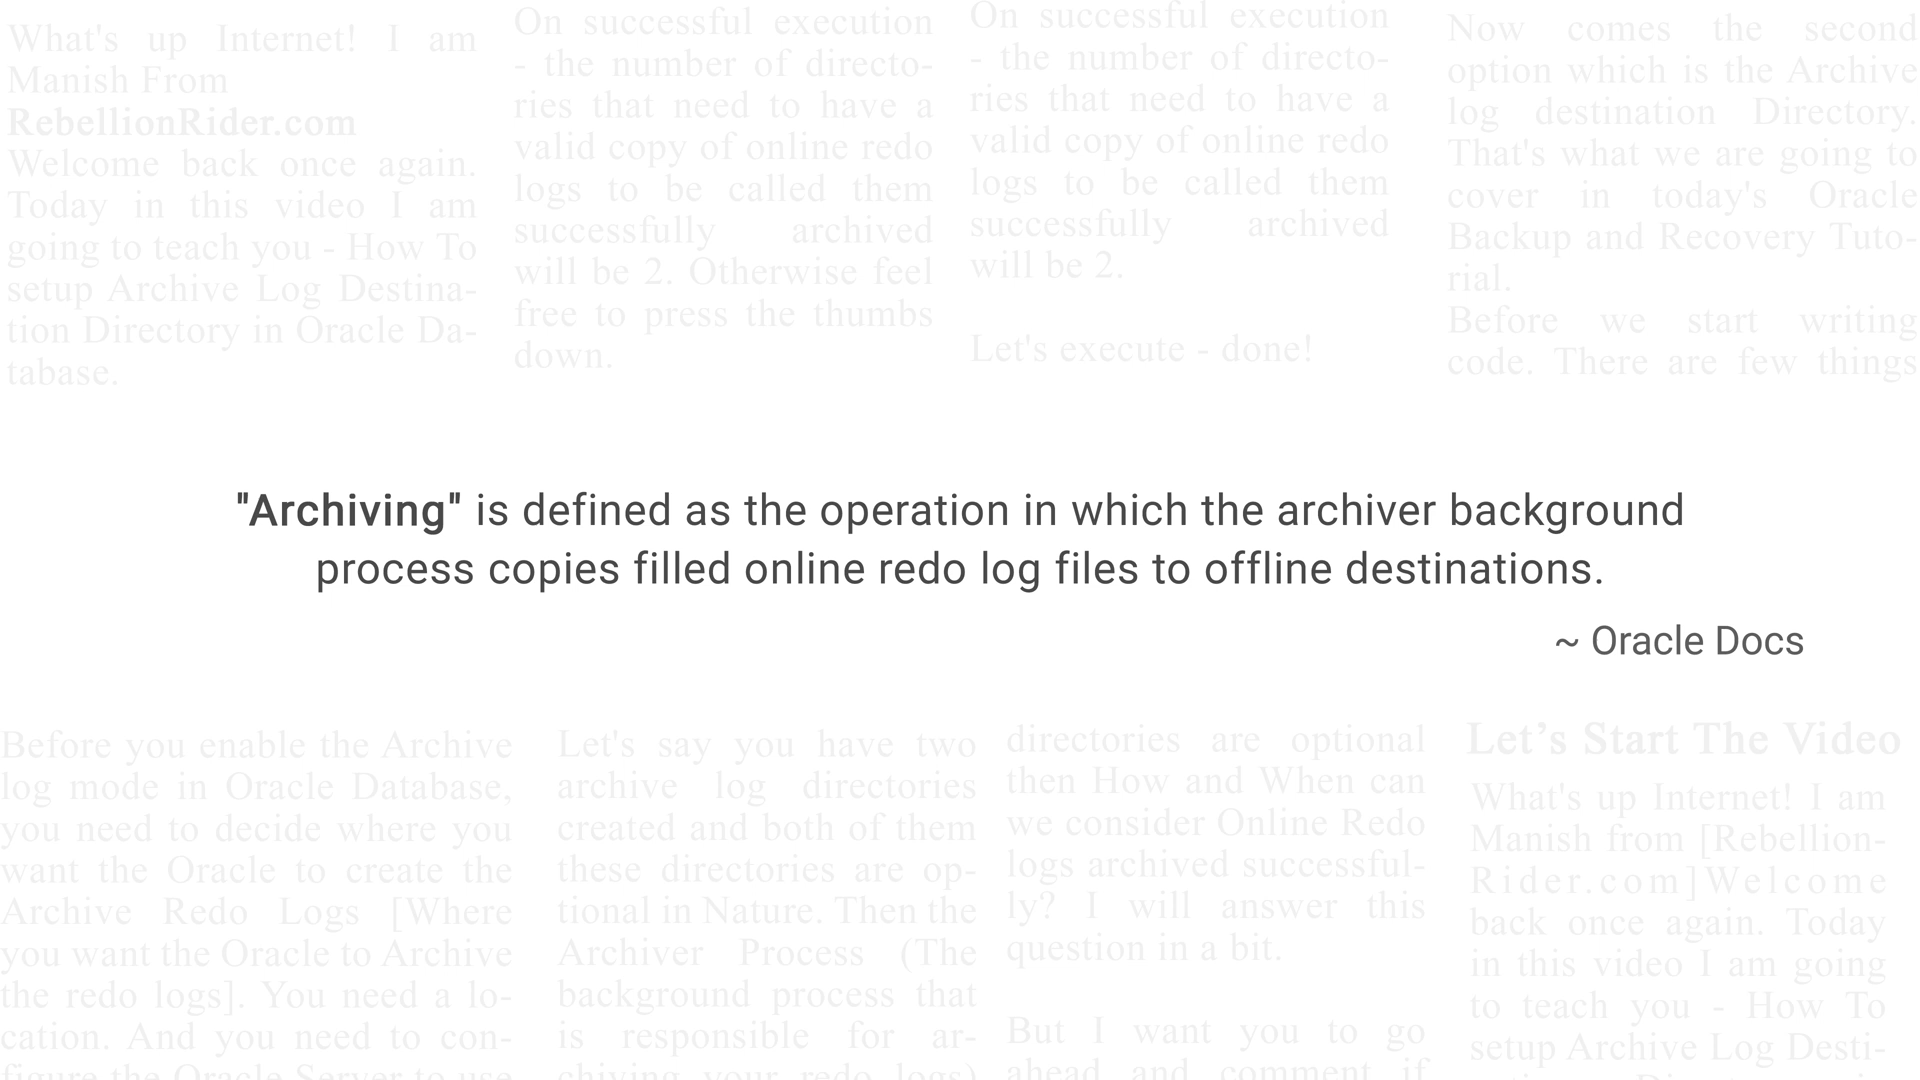 What's up Internet! I am
Manish From
RebellionRider.com
Welcome back once again.
Today in this video I am
going to teach you - How To
setup Archive Log Destina-
tion Directory in Oracle Da-
tabase.
On successful execution
- the number of directo-
ries that need to have a
valid copy of online redo
logs to be called them
successfully archived
will be 2. Otherwise feel
free to press the thumbs
down.
On successful execution
- the number of directo-
ries that need to have a
valid copy of online redo
logs to be called them
successfully archived
will be 2.
Let's execute - done!
Now comes the second
option which is the Archive
log destination Directory.
That's what we are going to
cover in today's Oracle
Backup and Recovery Tuto-
rial.
Before we start writing
code. There are few things
"Archiving" is defined as the operation in which the archiver background
process copies filled online redo log files to offline destinations.
~ Oracle Docs
Before you enable the Archive
log mode in Oracle Database,
you need to decide where you
want the Oracle to create the
Archive Redo Logs [Where
you want the Oracle to Archive
the redo logs]. You need a lo-
cation. And you need to con-
figure the Oracle Server to use
Let's say you have two
archive log directories
created and both of them
these directories are op-
tional in Nature. Then the
Archiver Process (The
background process that
is responsible for ar-
chiving your redo logs)
directories are optional
then How and When can
we consider Online Redo
logs archived successful-
ly? I will answer this
question in a bit.
But I want you to go
ahead and comment if
Let’s Start The Video
What's up Internet! I am
Manish from [Rebellion-
Rider.com]Welcome
back once again. Today
in this video I am going
to teach you - How To
setup Archive Log Desti-